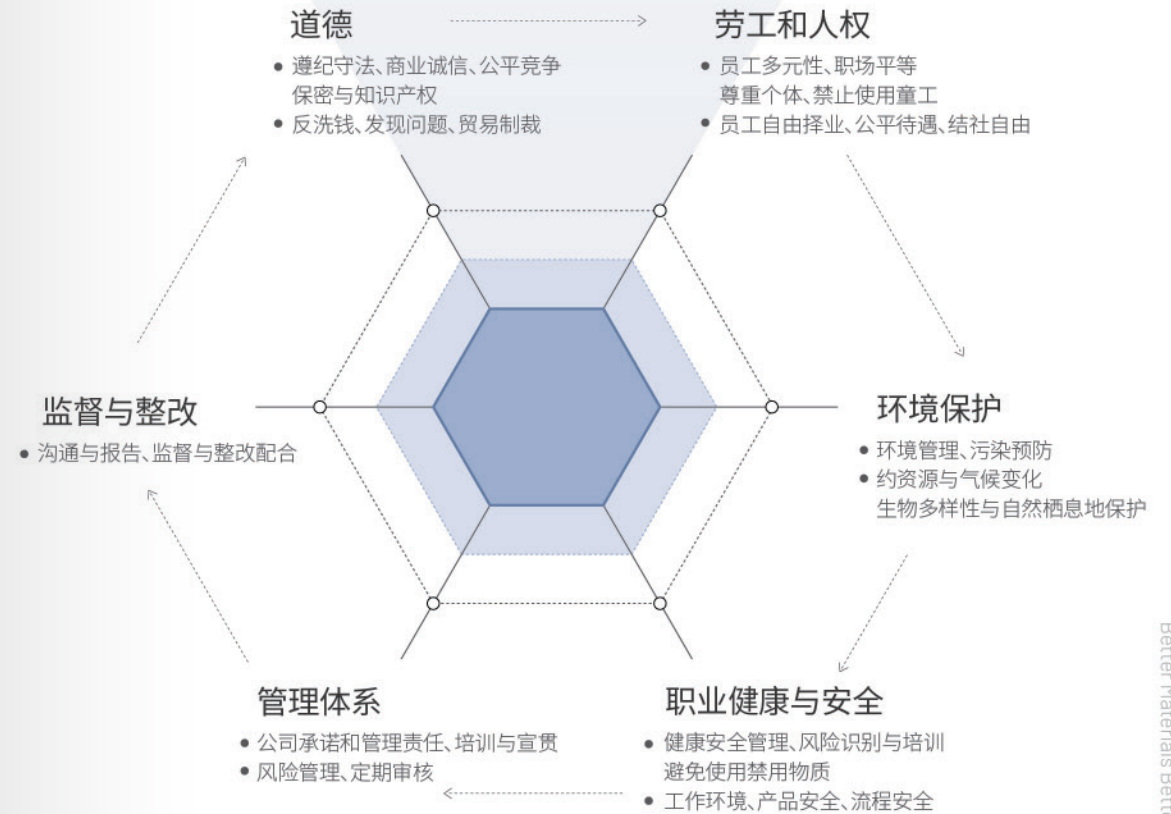 道德
遵纪守法、商业诚信、公平竞争
保密与知识产权
反洗钱、发现问题、贸易制裁
劳工和人权
员工多元性、职场平等
尊重个体、禁止使用童工
员工自由择业、公平待遇、结社自由
监督与整改
沟通与报告、监督与整改配合
环境保护
环境管理、污染预防
约资源与气候变化
生物多样性与自然栖息地保护
管理体系
公司承诺和管理责任、培训与宣贯
风险管理、定期审核
职业健康与安全
健康安全管理、风险识别与培训
避免使用禁用物质
工作环境、产品安全、流程安全
Better Materials Bett